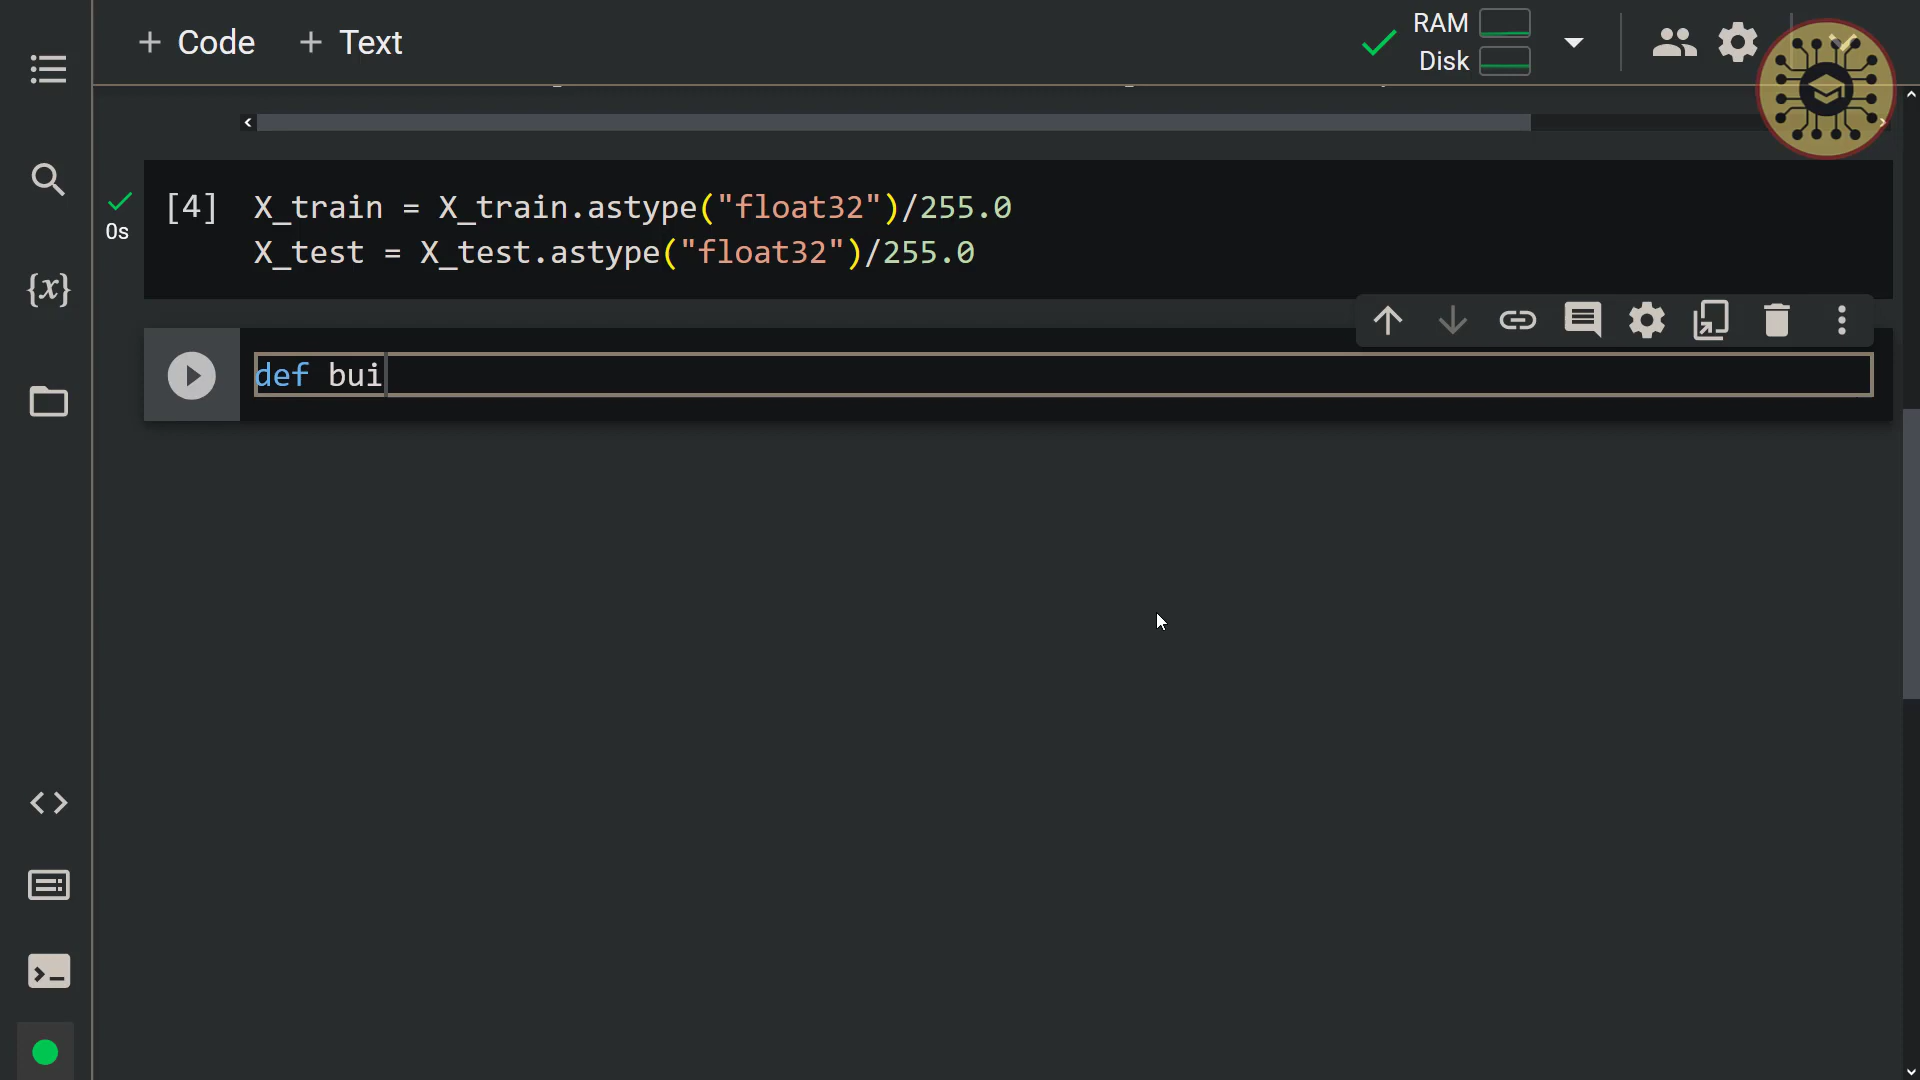 + Code + Text
RAM
Disk
[4] X_train = X_train.astype("float32")/255.0
X_test = X_test.astype("float32")/255.0
0s
{x}
def bui